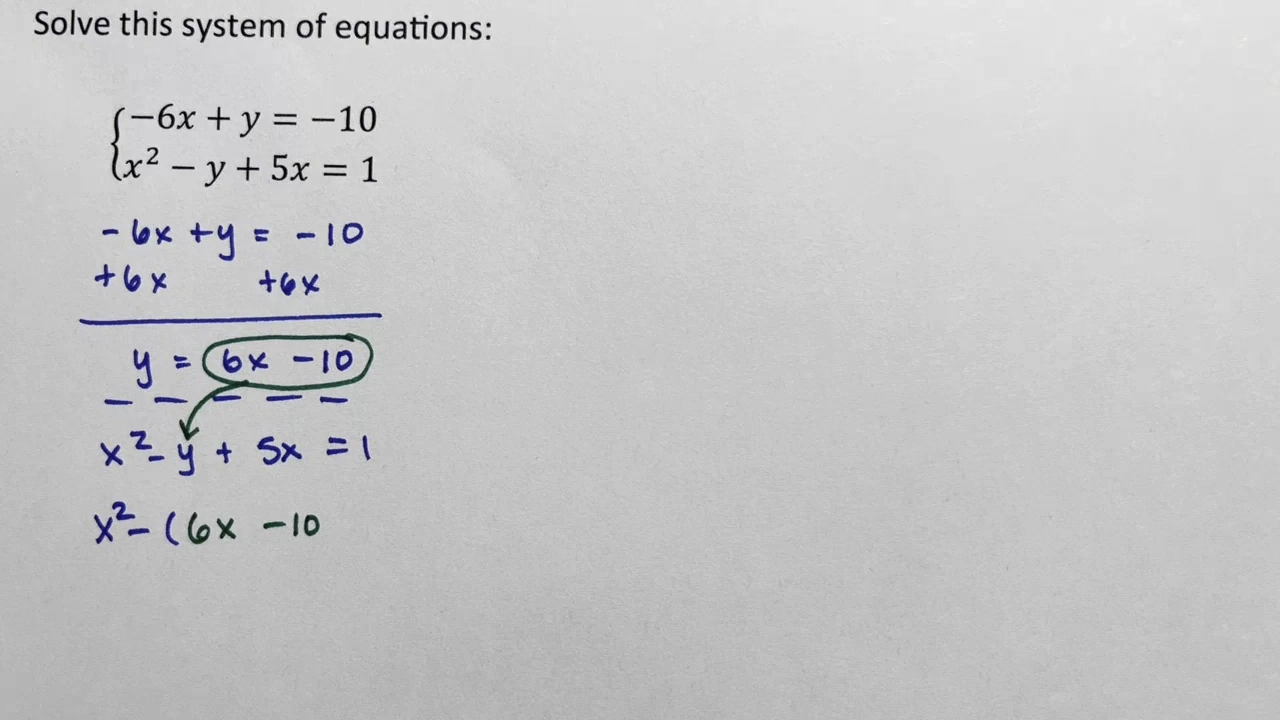 Solve this system of equations:
−6x + y = −10
x² − y + 5x = 1
-6x + y = -10
+6x +6x
y = 6x - 10
x² - y + 5x = 1
x² - (6x - 10